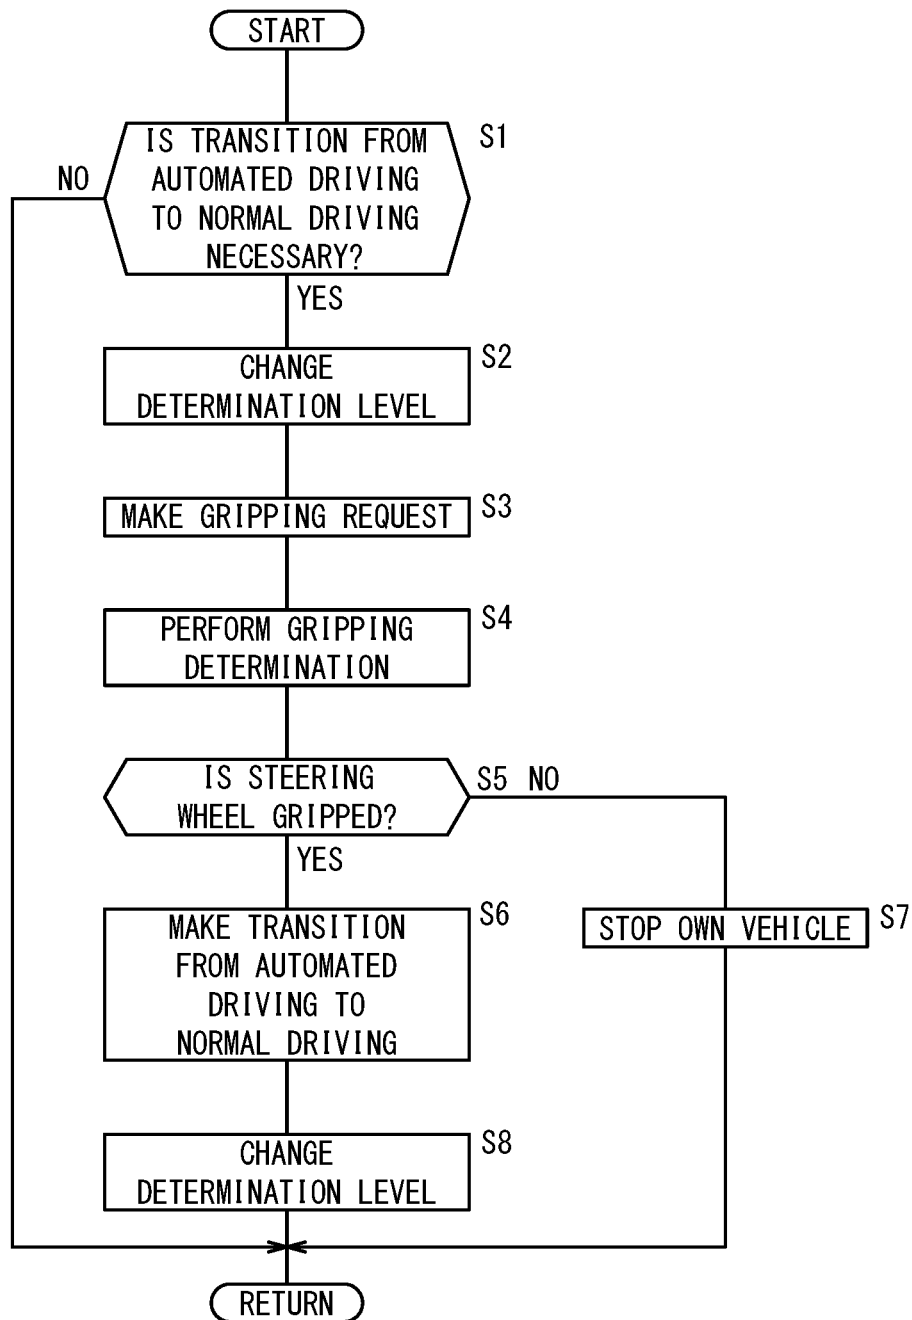 START
IS TRANSITION FROM
AUTOMATED DRIVING
TO NORMAL DRIVING
NECESSARY?
S1
NO
YES
CHANGE
DETERMINATION LEVEL
S2
MAKE GRIPPING REQUEST
S3
PERFORM GRIPPING
DETERMINATION
S4
IS STEERING
WHEEL GRIPPED?
S5 NO
YES
MAKE TRANSITION
FROM AUTOMATED
DRIVING TO
NORMAL DRIVING
S6
STOP OWN VEHICLE
S7
CHANGE
DETERMINATION LEVEL
S8
RETURN